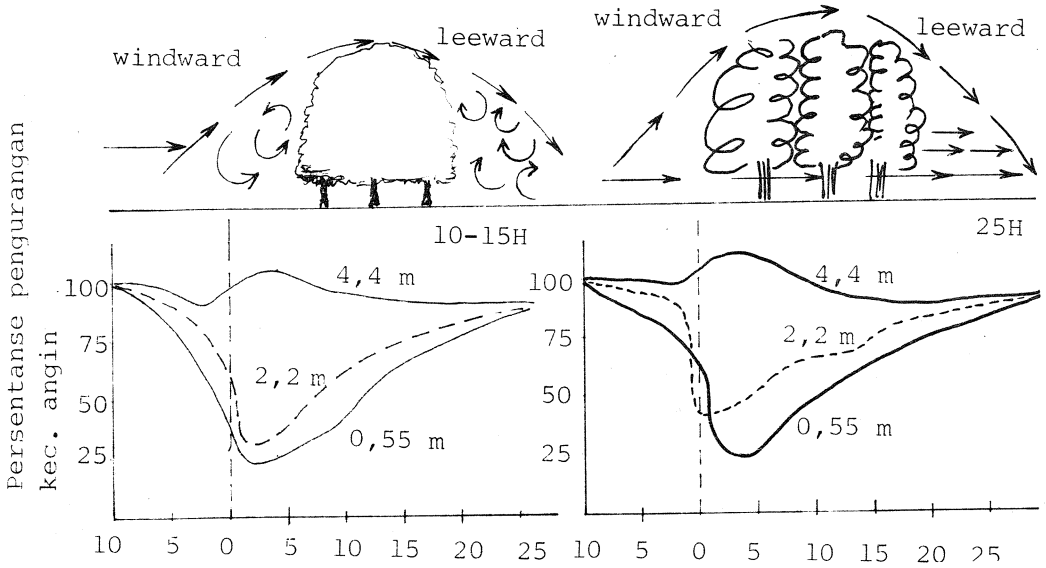 windward
leeward
windward
leeward
Persentanse pengurangan
kec. angin
10-15H
100
75
50
25
4,4 m
2,2 m
0,55 m
10 5 0 5 10 15 20 25
25H
100
75
50
25
4,4 m
2,2 m
0,55 m
10 5 0 5 10 15 20 25